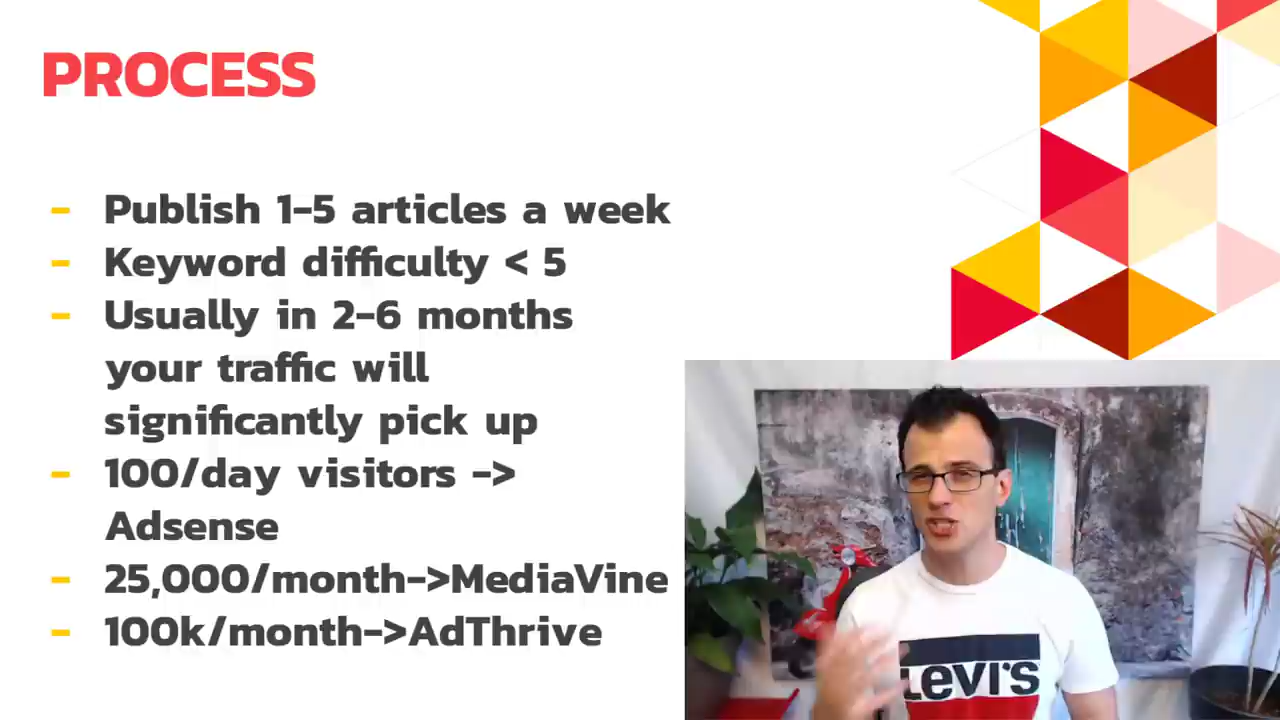 PROCESS
- Publish 1-5 articles a week
- Keyword difficulty < 5
- Usually in 2-6 months
your traffic will
significantly pick up
- 100/day visitors ->
Adsense
- 25,000/month->MediaVine
- 100k/month->AdThrive
LEVI'S